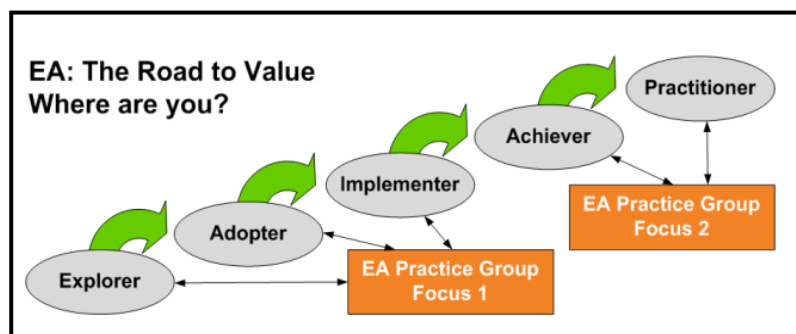 EA: The Road to Value
Where are you?
Practitioner
Achiever
Implementer
EA Practice Group
Focus 2
Adopter
EA Practice Group
Focus 1
Explorer